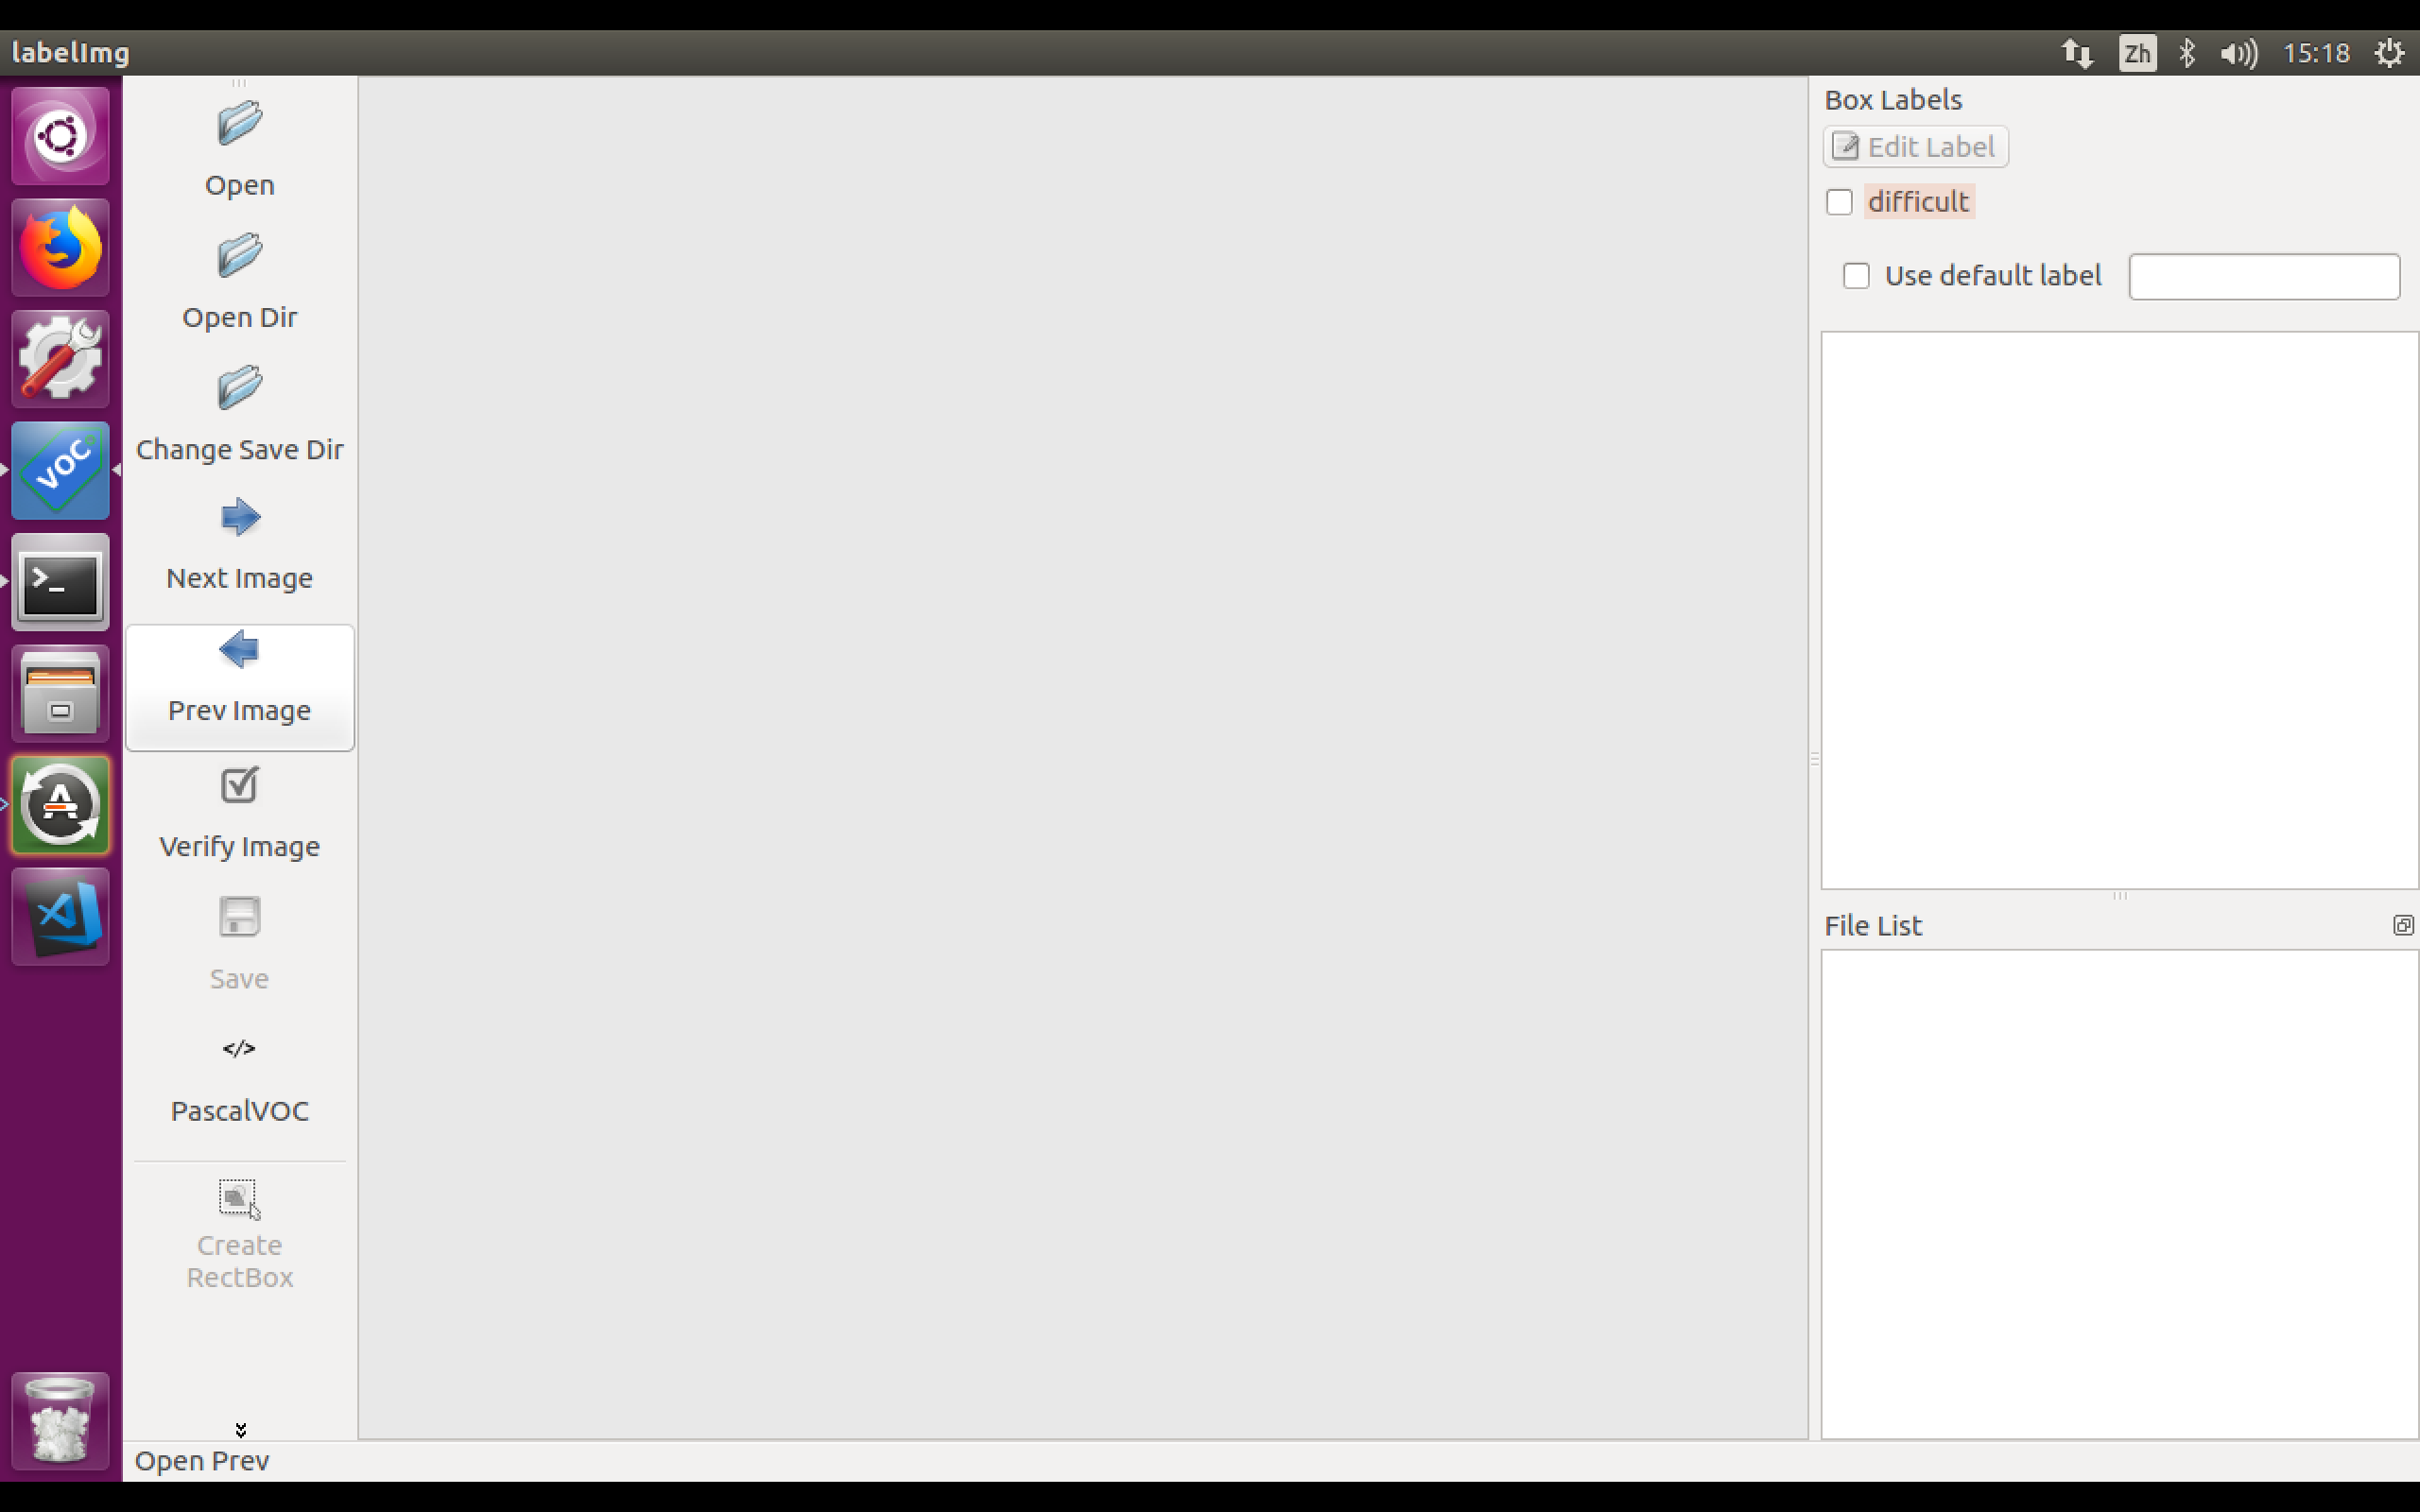 labelImg
Zh
15:18
Open
Open Dir
Change Save Dir
Next Image
Prev Image
Verify Image
Save
</>
PascalVOC
Create
RectBox
Box Labels
Edit Label
difficult
Use default label
File List
VOC
>_
A
Open Prev